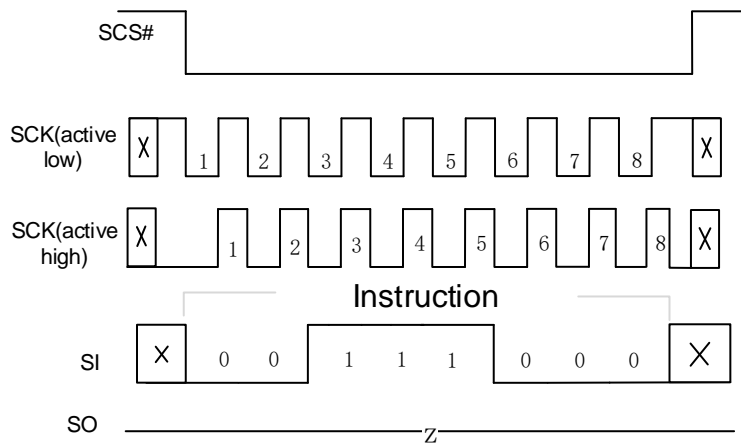 SCS#
SCK(active
low)
X 1 2 3 4 5 6 7 8 X
SCK(active
high)
X 1 2 3 4 5 6 7 8 X
Instruction
SI X 0 0 1 1 1 0 0 0 X
SO Z